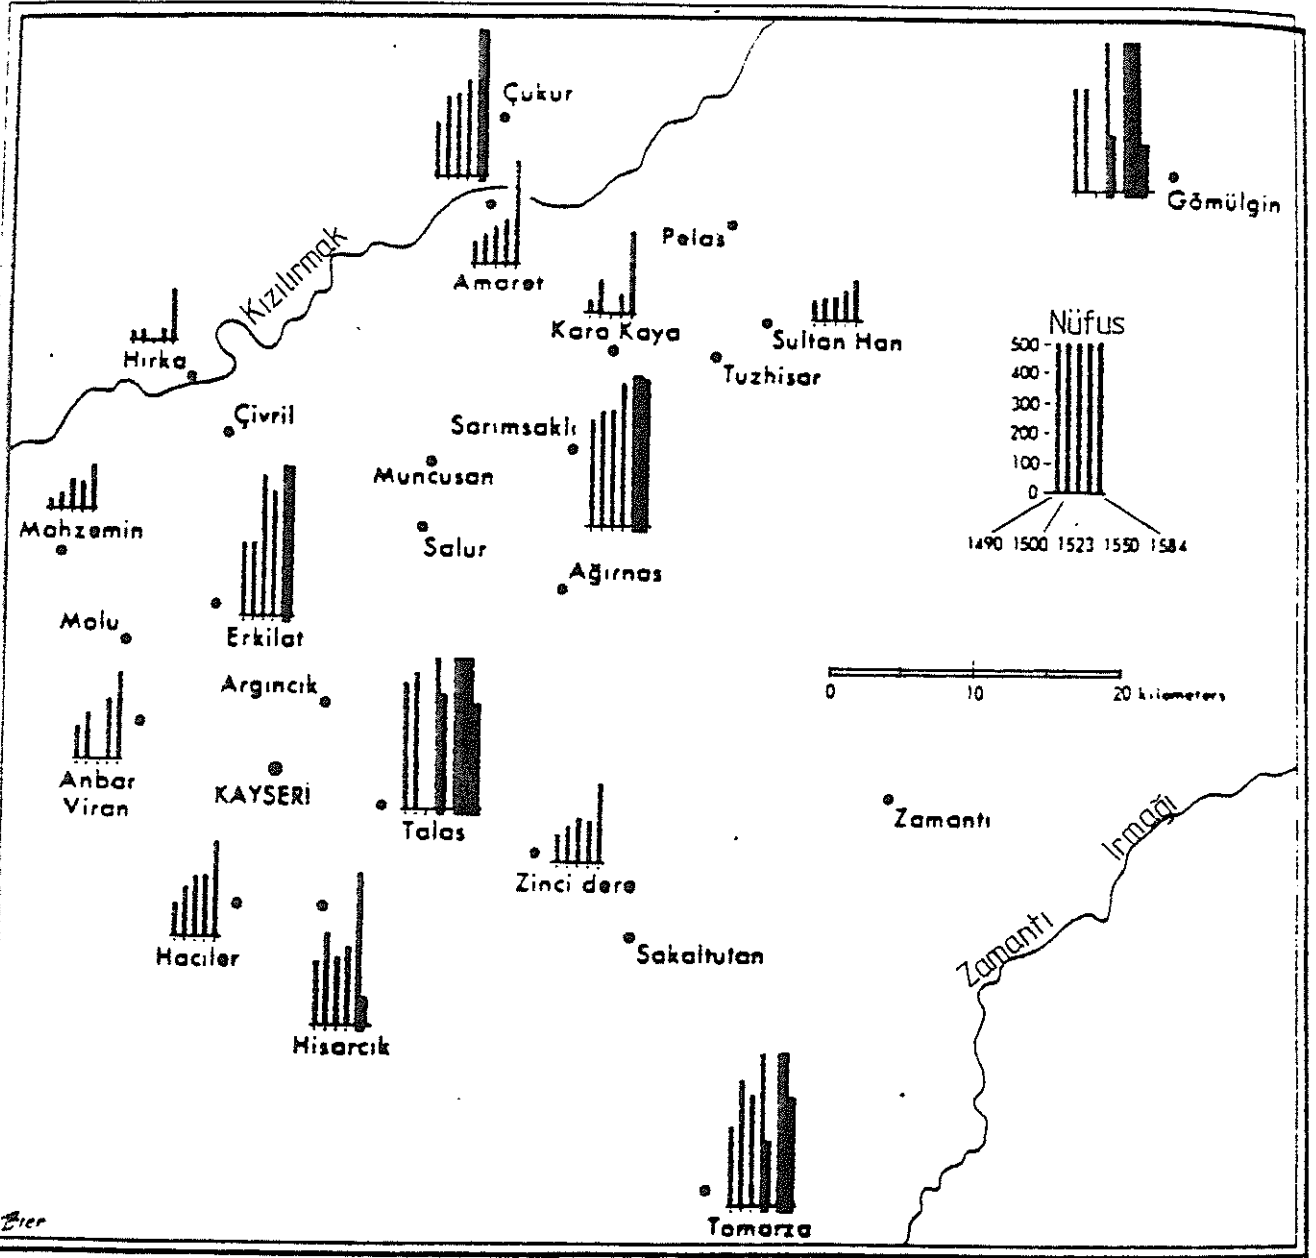 Çukur
Gömülgin
Amaret
Pelas
Kızılırmak
Kara Kaya
Sultan Han
Hırka
Tuzhisar
Nüfus
500
400
300
200
100
0
1490 1500 1523 1550 1584
Çivril
Sarımsaklı
Muncusan
Mahzemin
Salur
Ağırnas
Molu
Erkilat
Argıncık
0 10 20 kilometers
Anbar
Viran
KAYSERİ
Talas
Zamantı
Zinci dere
Zamantı Irmağı
Hacılar
Sakaltutan
Hisarcık
Tomarza